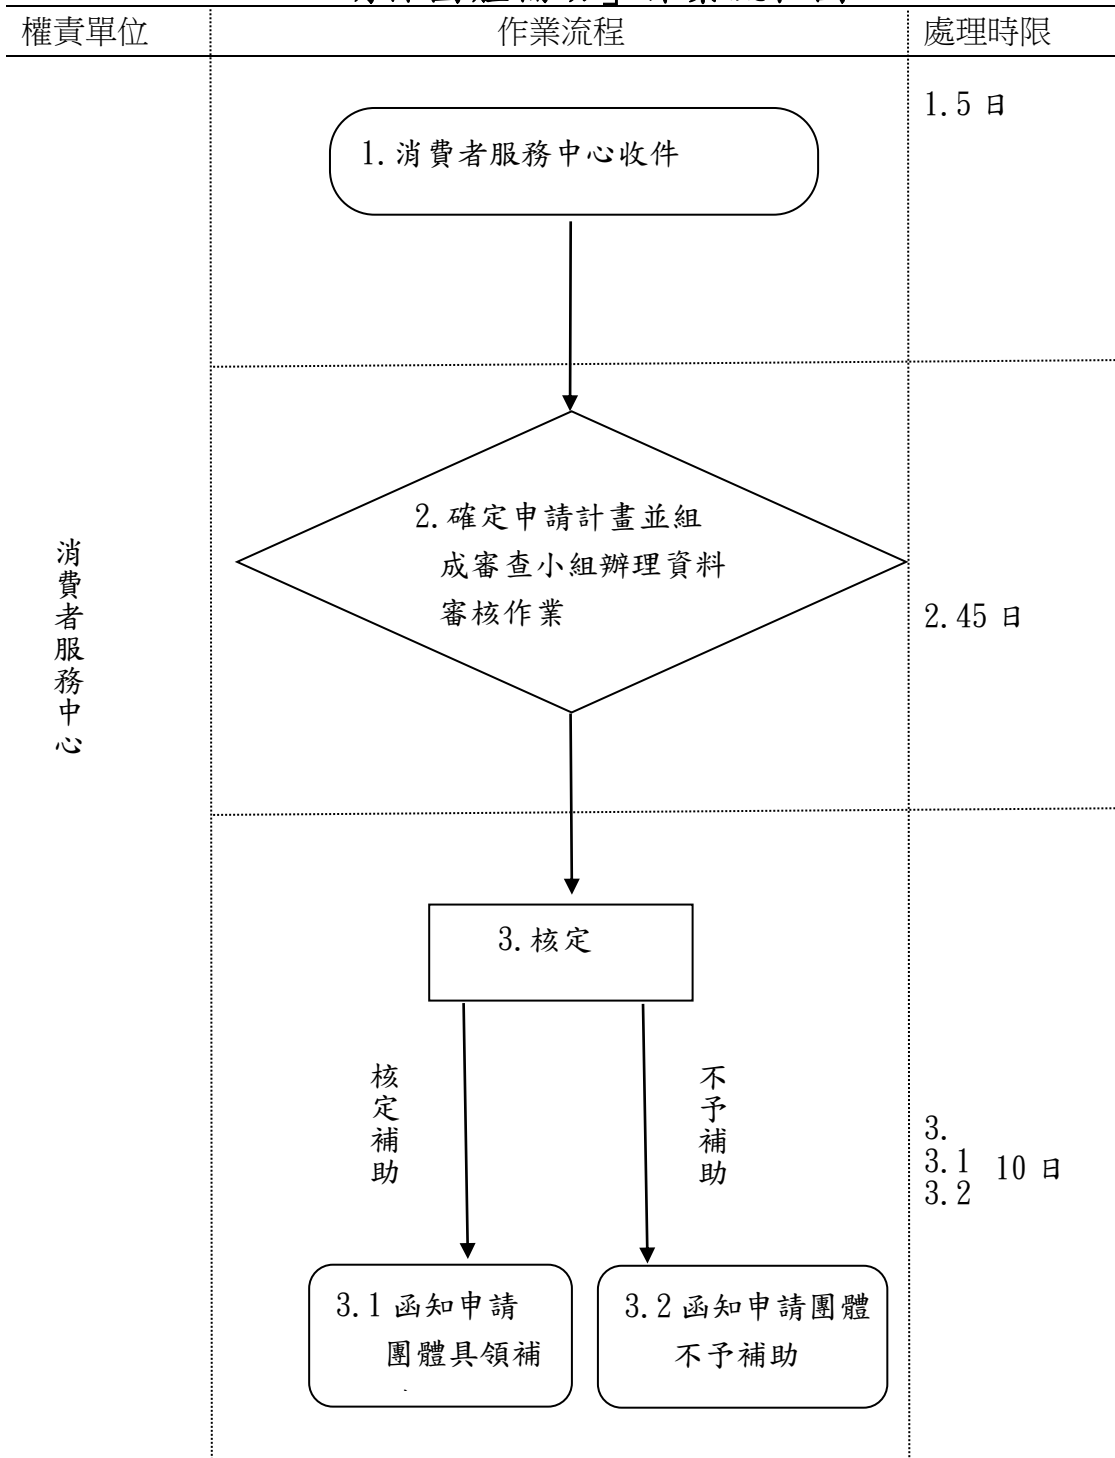 權責單位
作業流程
處理時限
1.消費者服務中心收件
1.5 日
2.確定申請計畫並組
成審查小組辦理資料
審核作業
2.45 日
消費者服務中心
3.核定
核定補助
不予補助
3.
3.1
10 日
3.2
3.1 函知申請
團體具領補
3.2 函知申請團體
不予補助